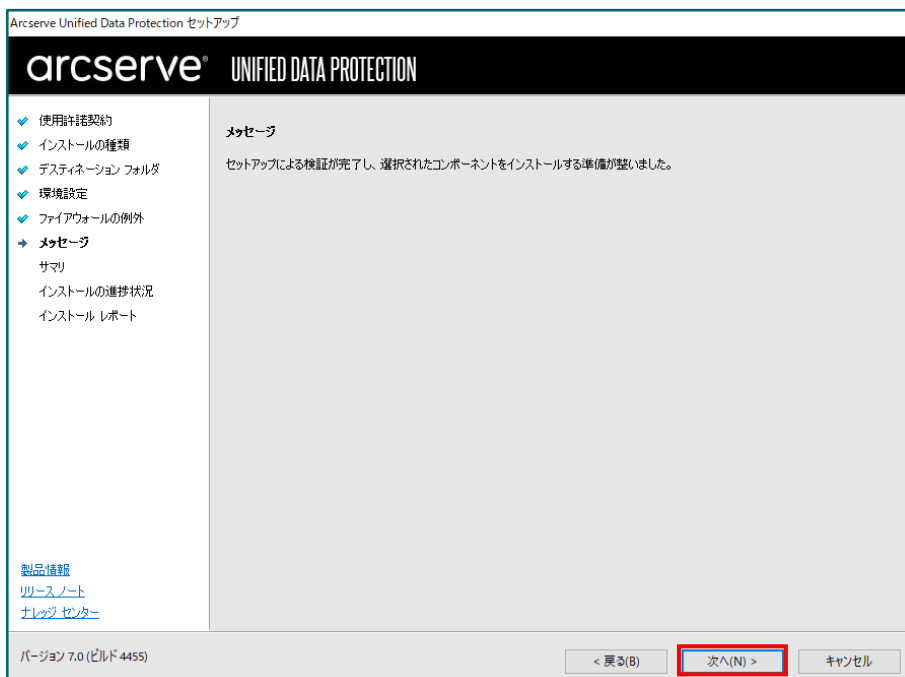 Arcserve Unified Data Protection セットアップ
arcserve® UNIFIED DATA PROTECTION
使用許諾契約
インストールの種類
デスティネーション フォルダ
環境設定
ファイアウォールの例外
メッセージ
サマリ
インストールの進捗状況
インストール レポート
メッセージ
セットアップによる検証が完了し、選択されたコンポーネントをインストールする準備が整いました。
製品情報
リリース ノート
ナレッジ センター
バージョン 7.0 (ビルド 4455)
< 戻る(B)
次へ(N) >
キャンセル